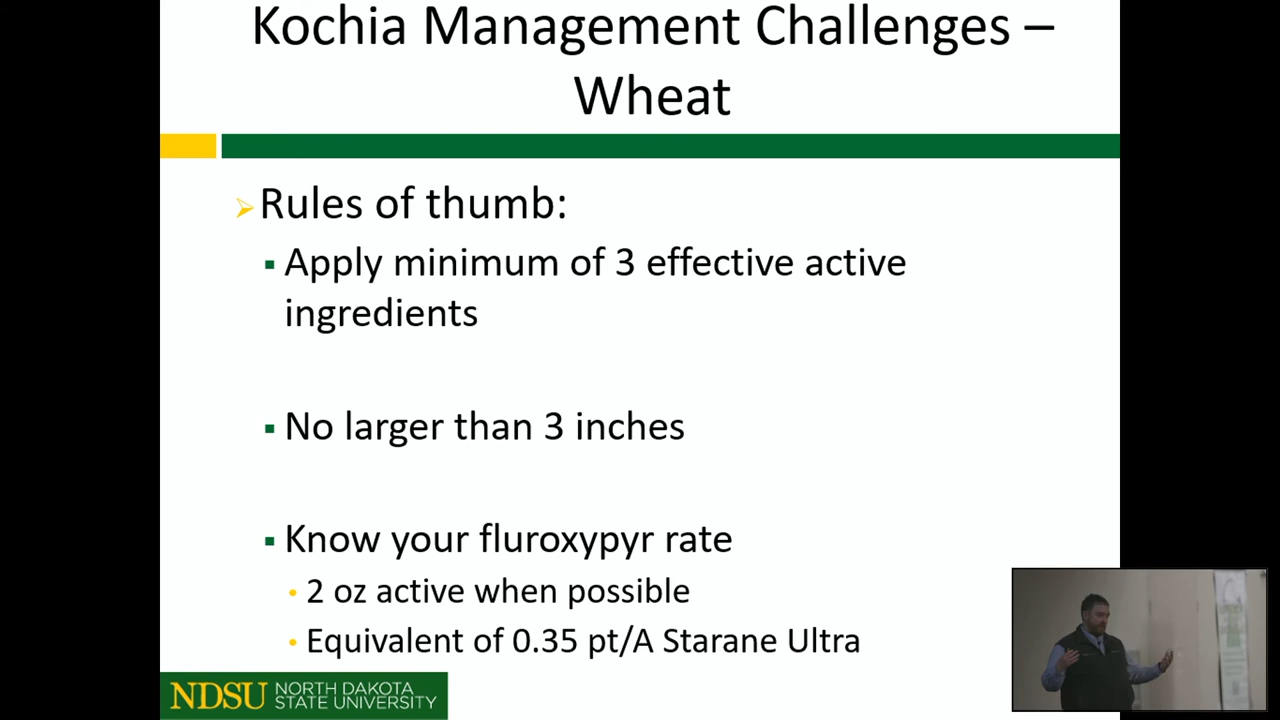 Kochia Management Challenges –
Wheat
Rules of thumb:
Apply minimum of 3 effective active
ingredients
No larger than 3 inches
Know your fluroxypyr rate
2 oz active when possible
Equivalent of 0.35 pt/A Starane Ultra
NDSU NORTH DAKOTA
STATE UNIVERSITY